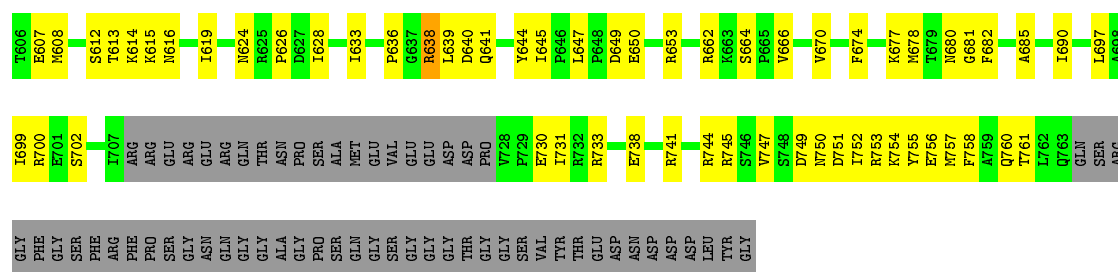 T606 E607 M608 S612 T613 K614 K615 N616 I619 N624 R625 P626 D627 I628 I633 P636 G637 R638 L639 D640 Q641 Y644 I645 P646 L647 P648 D649 E650 R653 R662 K663 S664 P665 V666 V670 F674 K677 M678 T679 N680 G681 F682 A685 I690 L697 A698
I699 R700 E701 S702 I707 ARG ARG GLU ARG GLU ARG GLN THR ASN PRO SER ALA MET GLU VAL GLU GLU ASP ASP PRO V728 P729 E730 I731 R732 R733 E738 R741 R744 R745 S746 V747 S748 D749 N750 D751 I752 R753 K754 Y755 E756 M757 F758 A759 Q760 T761 L762 Q763 GLN SER ARG
GLY PHE GLY SER PHE ARG PHE PRO SER GLY ASN GLN GLY GLY ALA GLY PRO SER GLN GLY SER GLY GLY GLY THR GLY GLY SER VAL TYR THR GLU ASP ASN ASP ASP ASP LEU TYR GLY